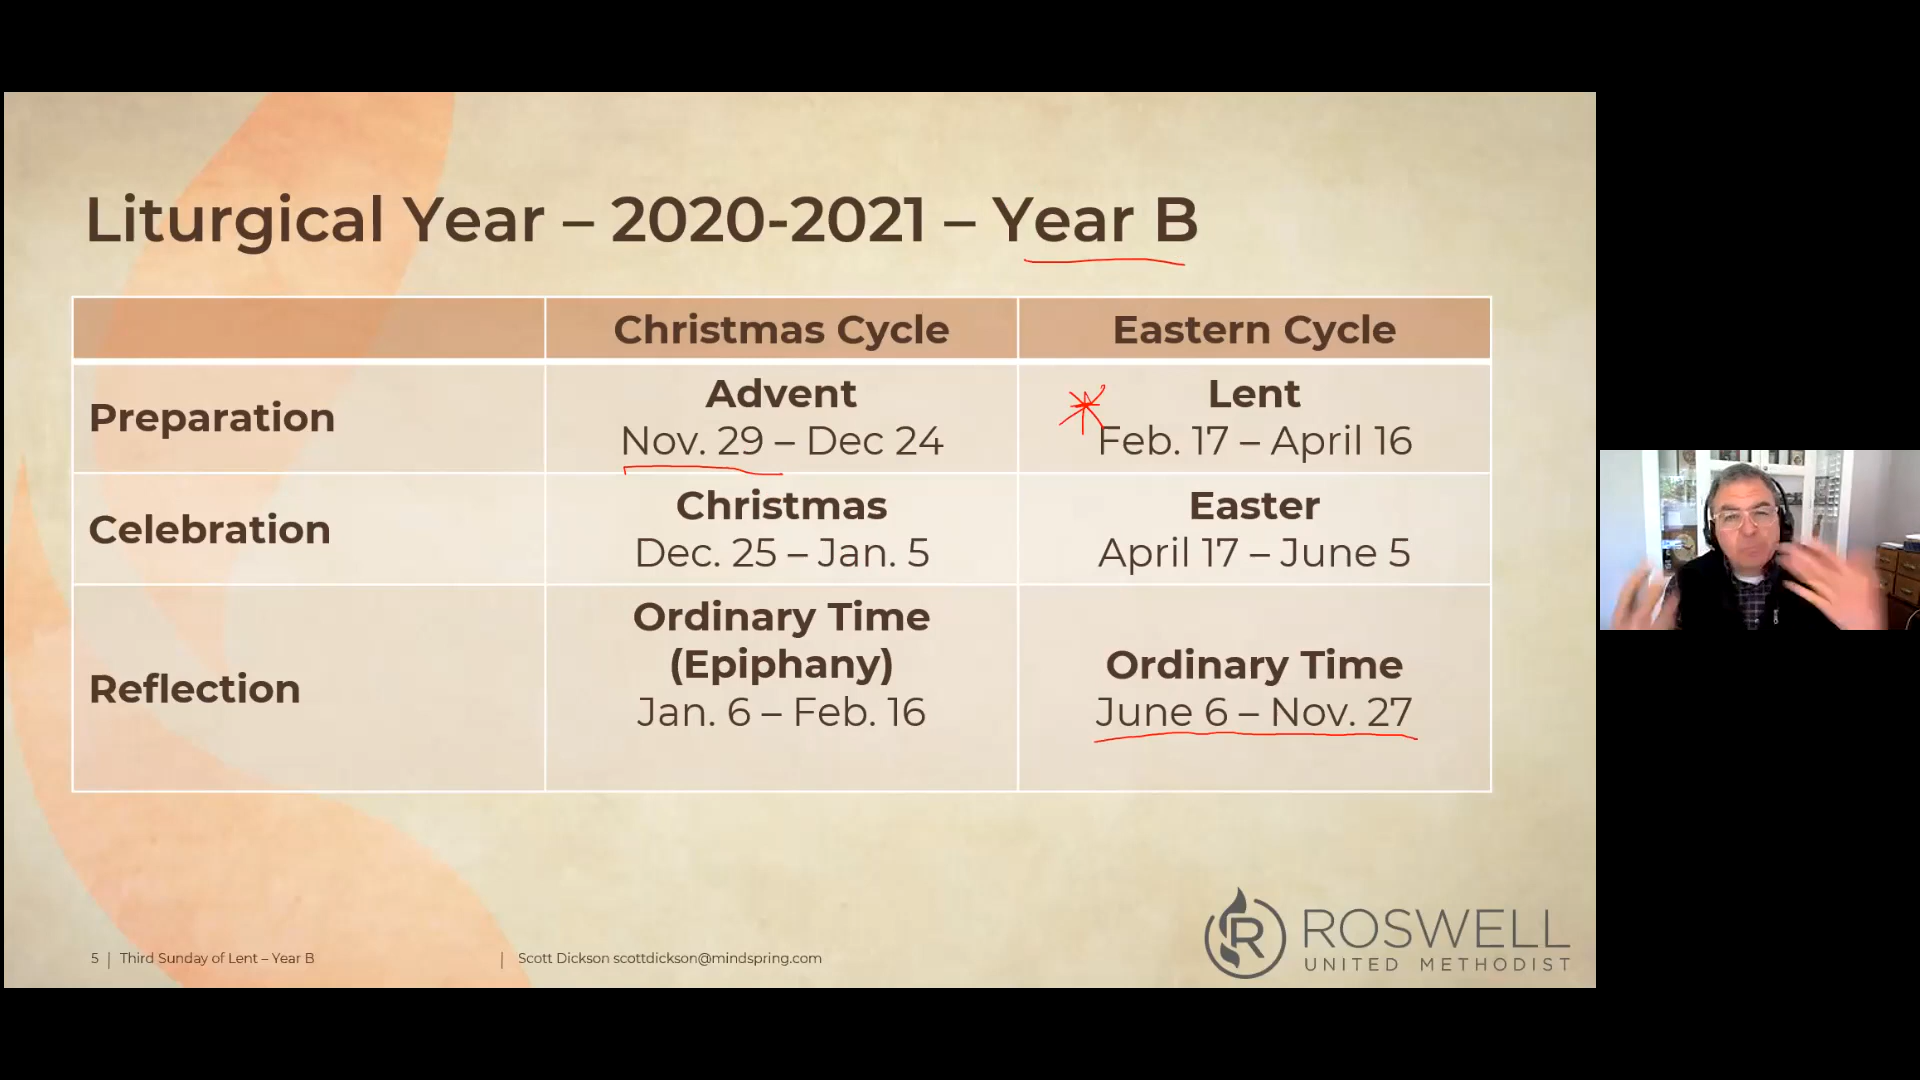 Liturgical Year – 2020-2021 – Year B
Christmas Cycle
Eastern Cycle
Preparation
Advent
Nov. 29 – Dec 24
Lent
Feb. 17 – April 16
Celebration
Christmas
Dec. 25 – Jan. 5
Easter
April 17 – June 5
Reflection
Ordinary Time
(Epiphany)
Jan. 6 – Feb. 16
Ordinary Time
June 6 – Nov. 27
5 | Third Sunday of Lent – Year B | Scott Dickson scottdickson@mindspring.com
R ROSWELL
UNITED METHODIST